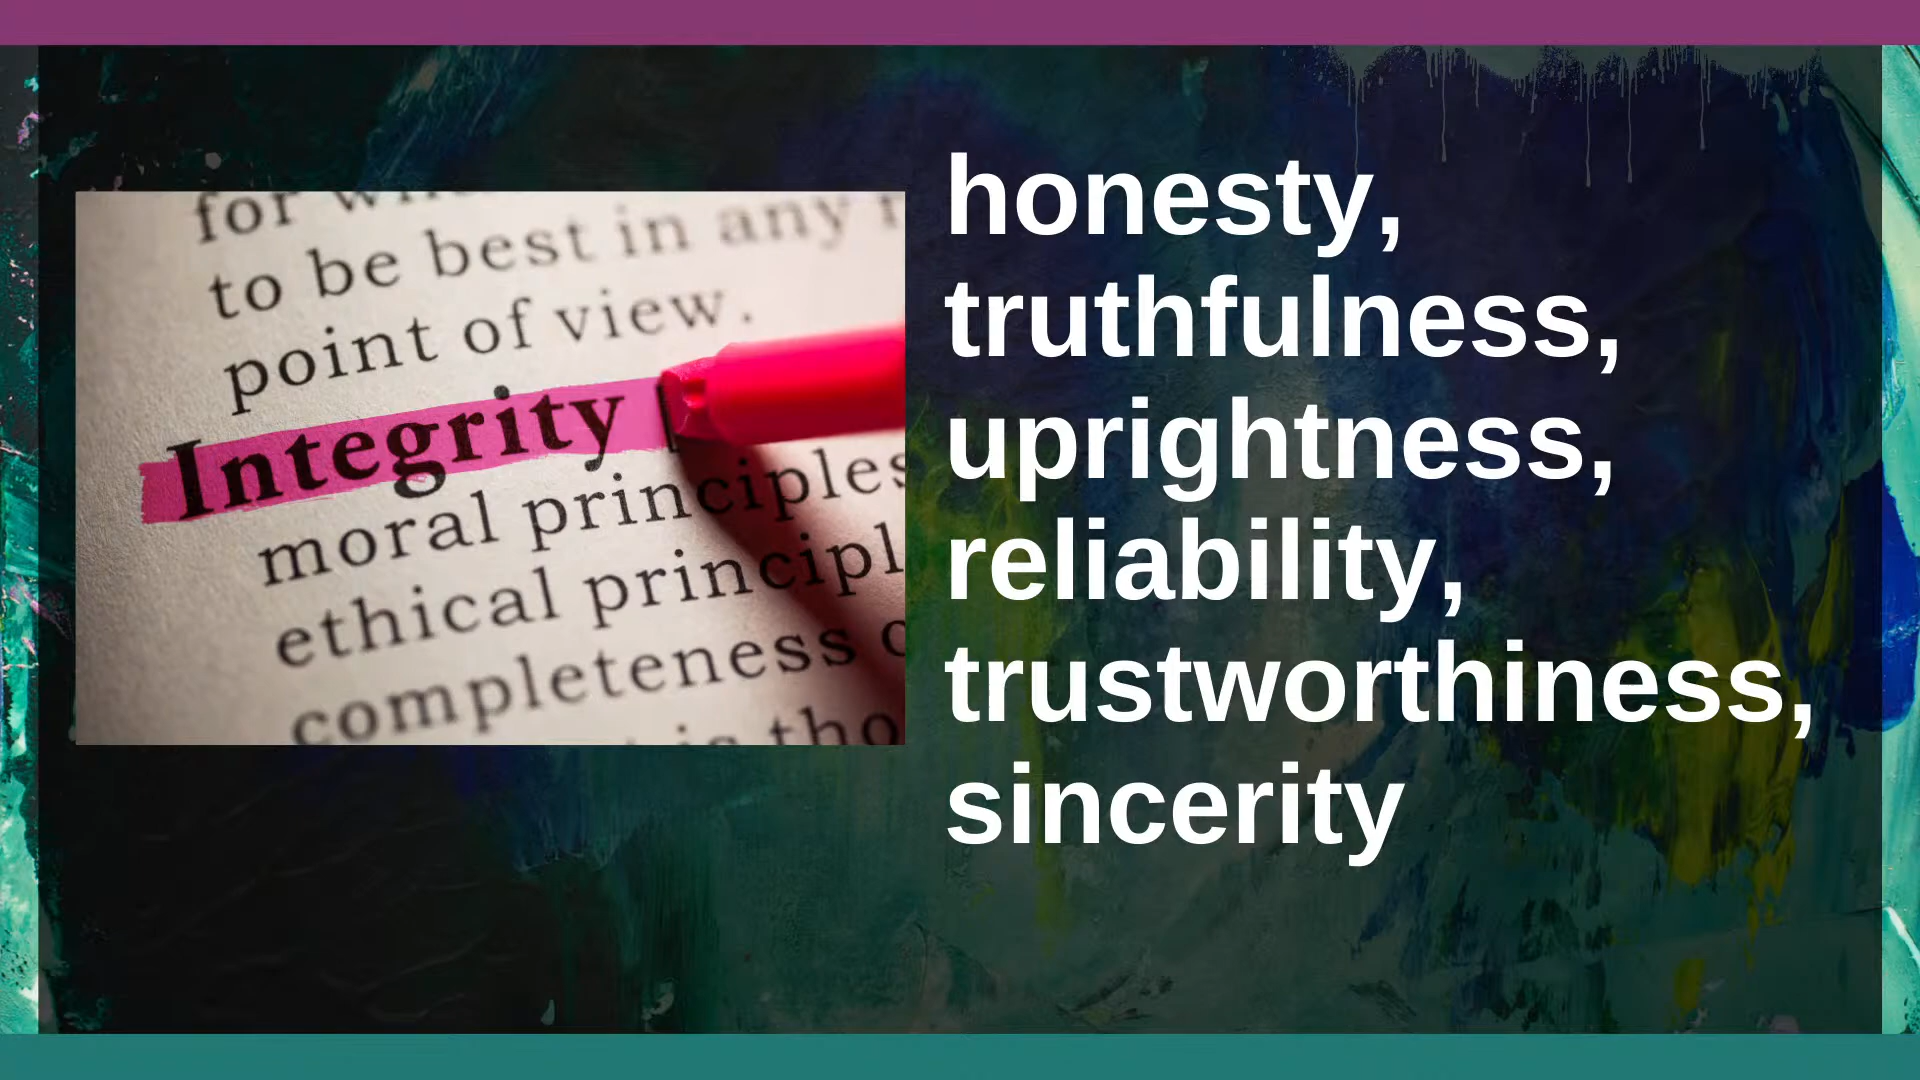 to be best in any
point of view.
Integrity
moral principles
ethical
completeness
honesty,
truthfulness,
uprightness,
reliability,
trustworthiness,
sincerity